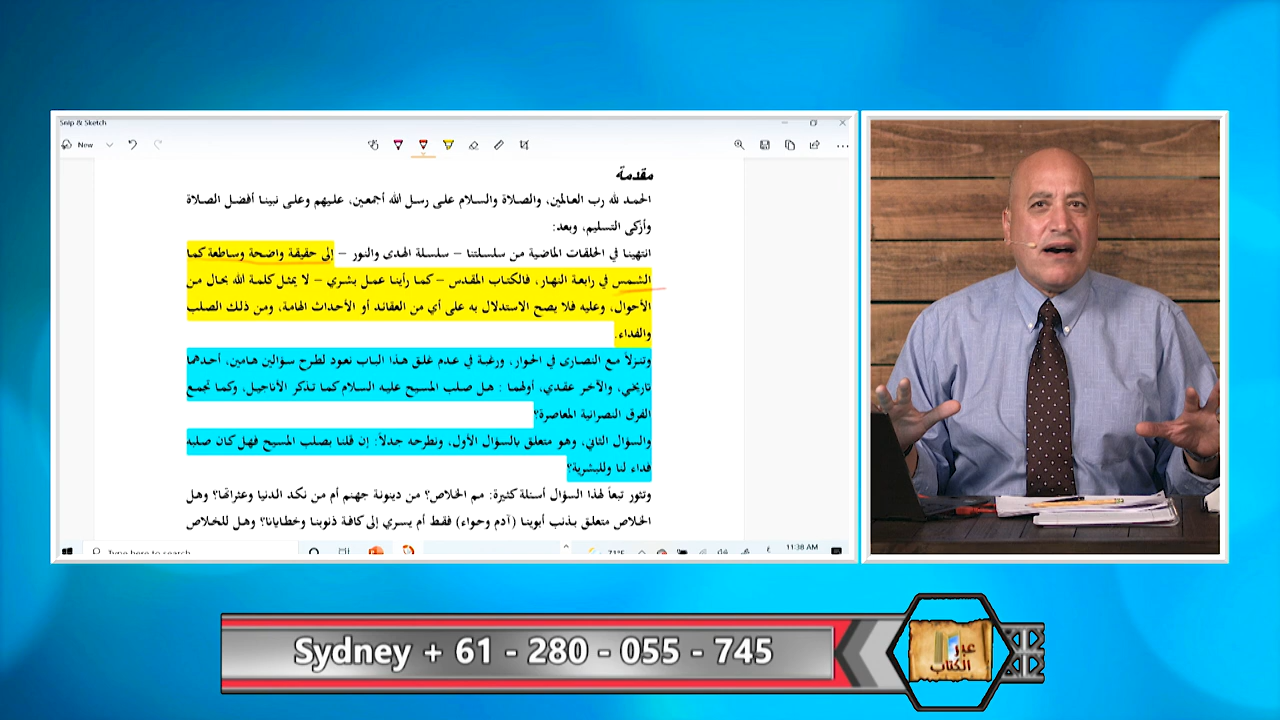 Snip & Sketch
New
مقدمة
الحمد لله رب العالمين، والصلاة والسلام على رسل الله أجمعين، عليهم وعلى نبينا أفضل الصلاة
وأزكى التسليم، وبعد:
انتهينا في الحلقات الماضية من سلسلتنا – سلسلة الهدى والنور – إلى حقيقة واضحة وساطعة كما
الشمس في رابعة النهار، فالكتاب المقدس – كما رأينا عمل بشري – لا يمثل كلمة الله بحال من
الأحوال، وعليه فلا يصح الاستدلال به على أي من العقائد أو الأحداث الهامة، ومن ذلك الصلب
والفداء.
وتنزلاً مع النصارى في الحوار، ورغبة في عدم غلق هذا الباب نعود لطرح سؤالين هامين، أحدهما
تاريخي، والآخر عقدي، أولهما : هل صلب المسيح عليه السلام كما تذكر الأناجيل، وكما تجمع
الفرق النصرانية المعاصرة؟
والسؤال الثاني، وهو متعلق بالسؤال الأول، ونطرحه جدلاً: إن قلنا بصلب المسيح فهل كان صلبه
فداء لنا وللبشرية؟
وتثور تبعاً لهذا السؤال أسئلة كثيرة: مم الخلاص؟ من دينونة جهنم أم من نكد الدنيا وعثراتها؟ وهل
الخلاص متعلق بذنب أبوينا (آدم وحواء) فقط أم يسري إلى كافة ذنوبنا وخطايانا؟ وهل للخلاص
Type here to search
71°F
11:38 AM
Sydney + 61 - 280 - 055 - 745
عبر
الكتاب